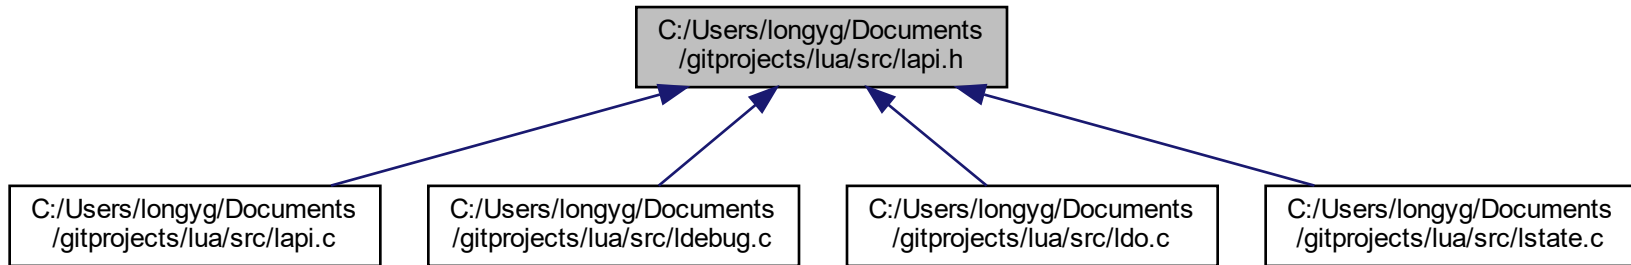 C:/Users/longyg/Documents
/gitprojects/lua/src/lapi.h
C:/Users/longyg/Documents
/gitprojects/lua/src/lapi.c
C:/Users/longyg/Documents
/gitprojects/lua/src/ldebug.c
C:/Users/longyg/Documents
/gitprojects/lua/src/ldo.c
C:/Users/longyg/Documents
/gitprojects/lua/src/lstate.c